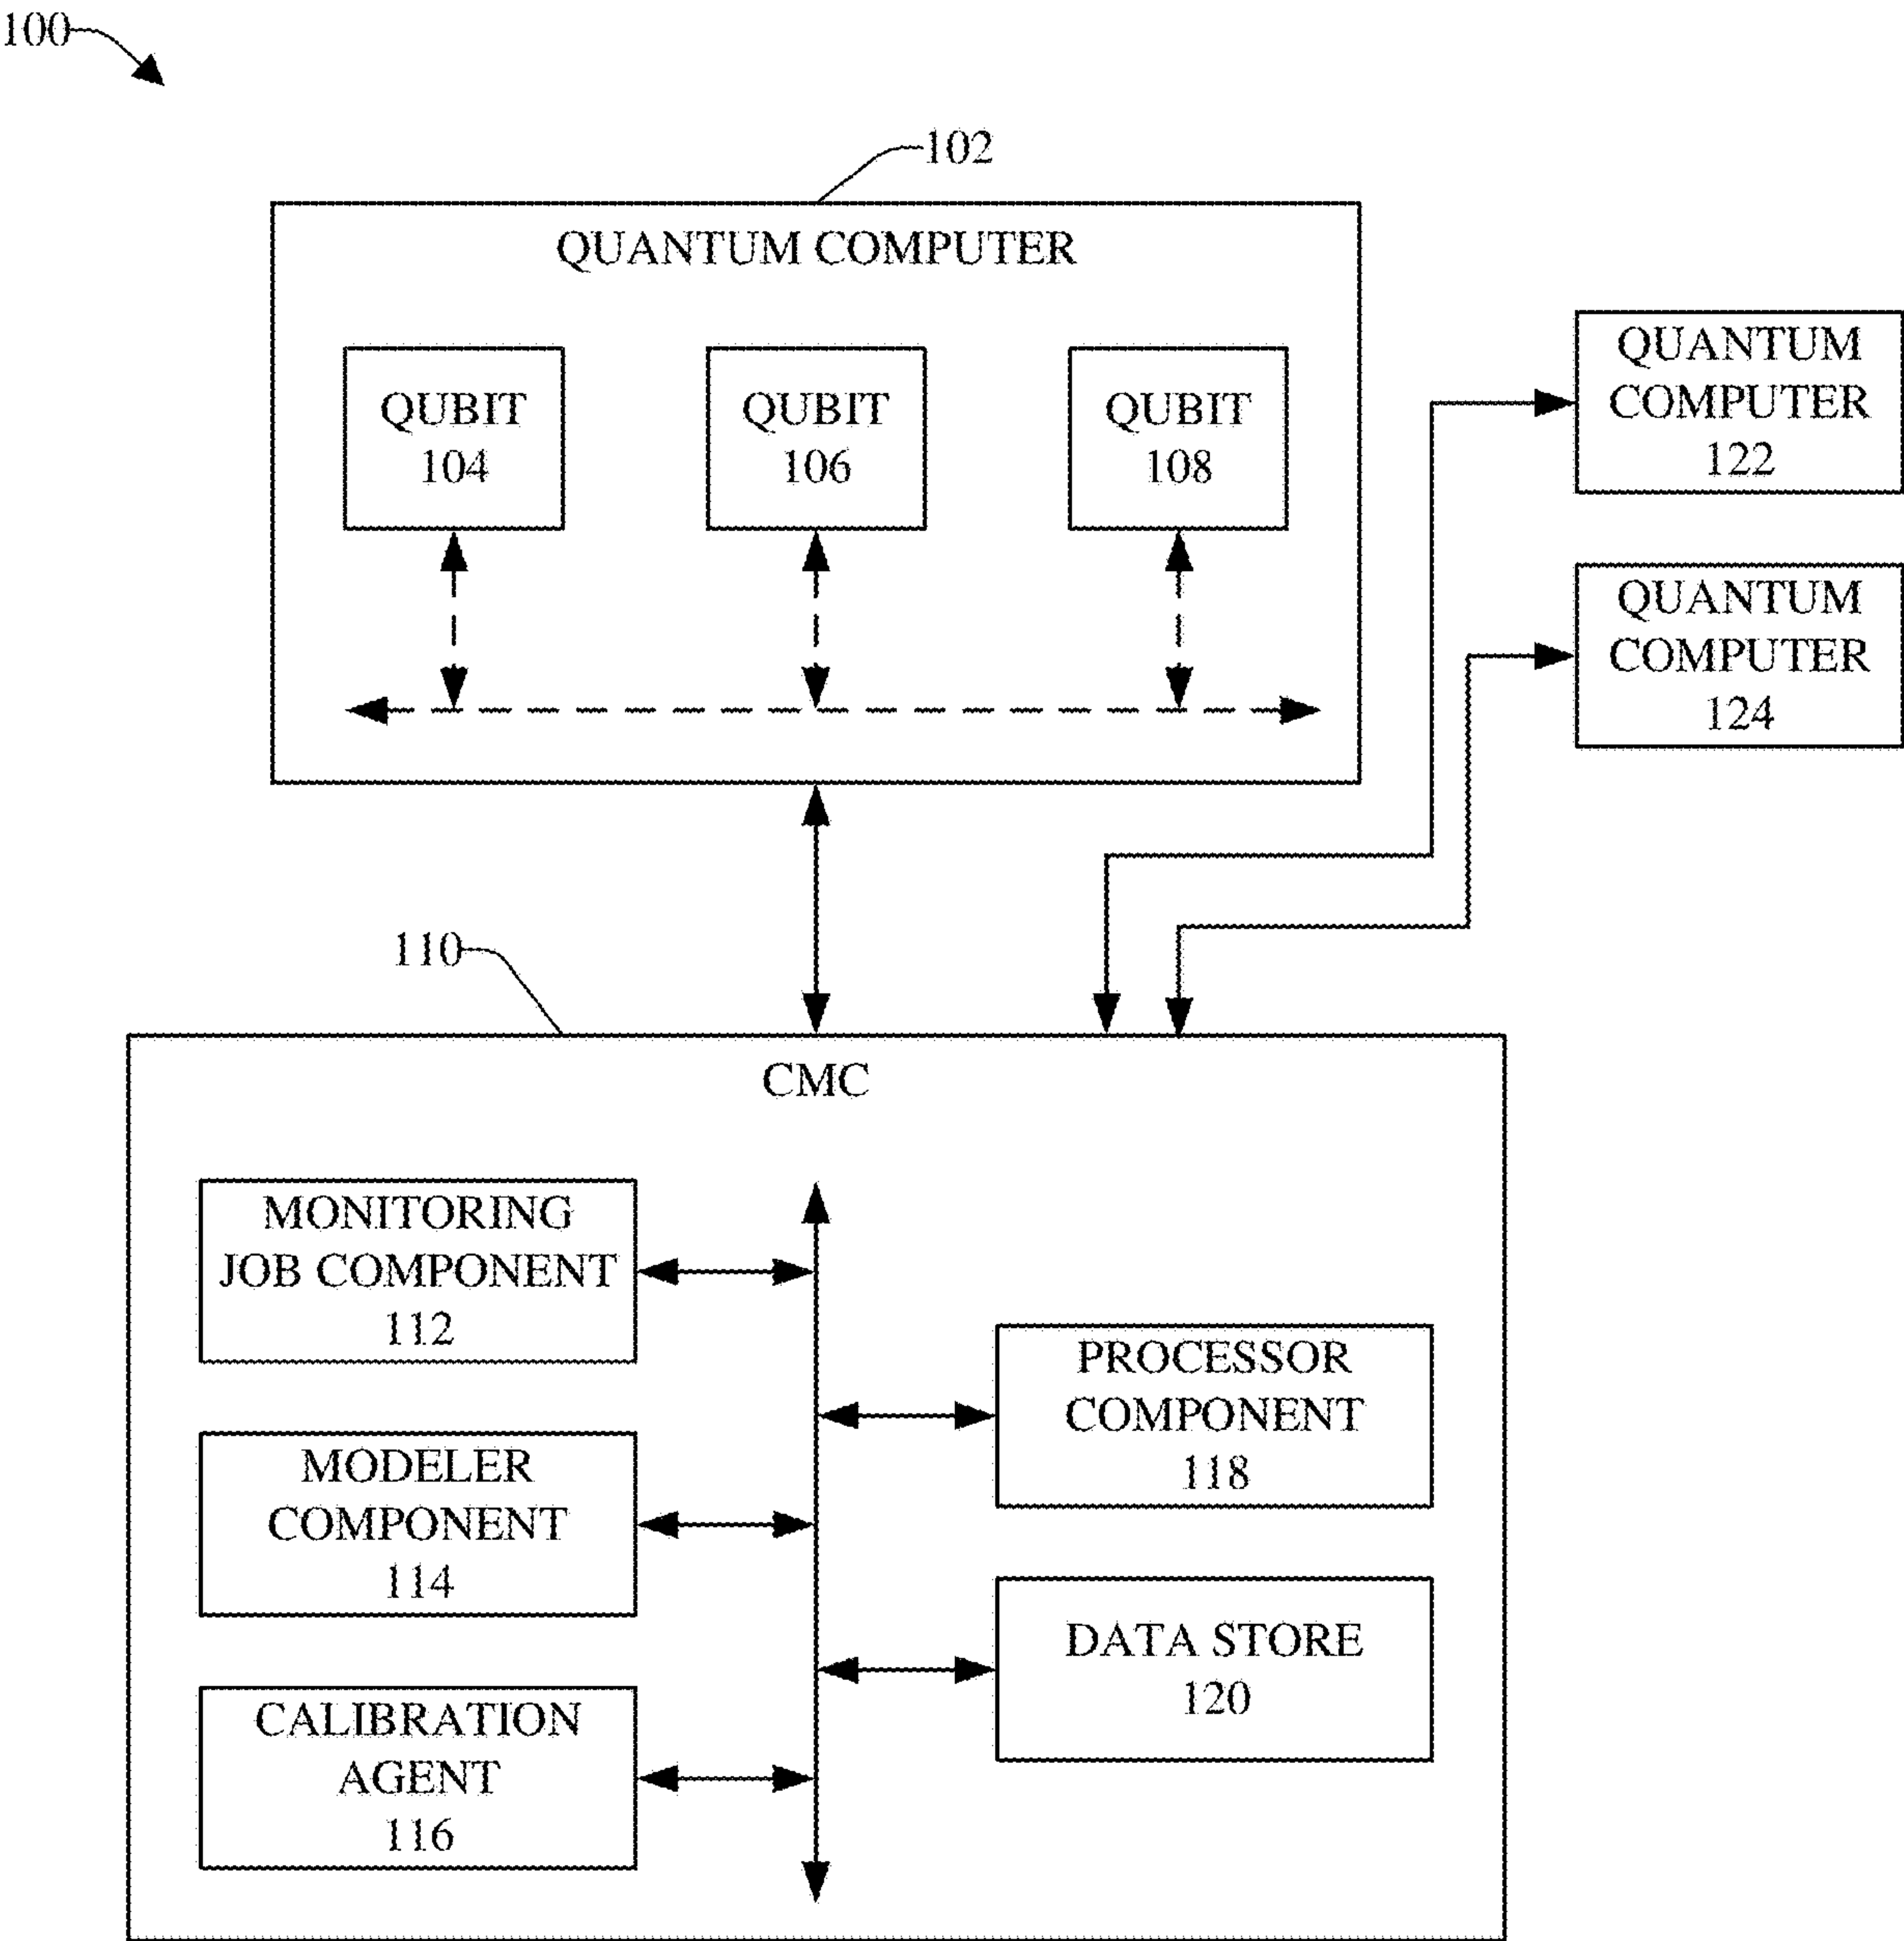 100
102
QUANTUM COMPUTER
QUBIT
104
QUBIT
106
QUBIT
108
QUANTUM
COMPUTER
122
QUANTUM
COMPUTER
124
110
CMC
MONITORING
JOB COMPONENT
112
MODELER
COMPONENT
114
CALIBRATION
AGENT
116
PROCESSOR
COMPONENT
118
DATA STORE
120